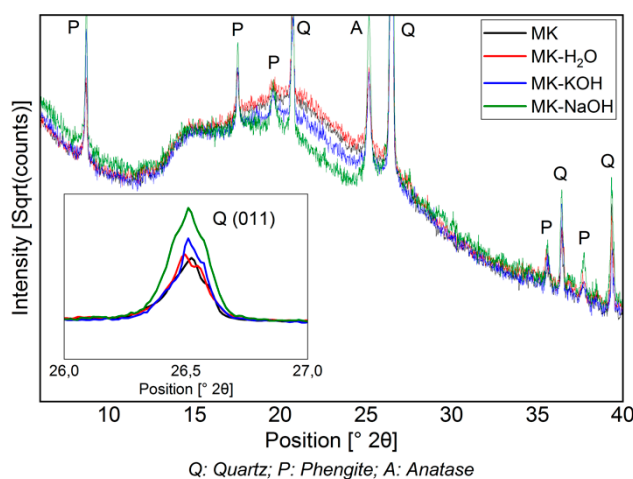 P P P Q A Q
MK
MK-H₂O
MK-KOH
MK-NaOH
Intensity [Sqrt(counts)]
Q (011)
P Q P Q
26,0 26,5 27,0
Position [° 2θ]
10 15 20 25 30 35 40
Position [° 2θ]
Q: Quartz; P: Phengite; A: Anatase